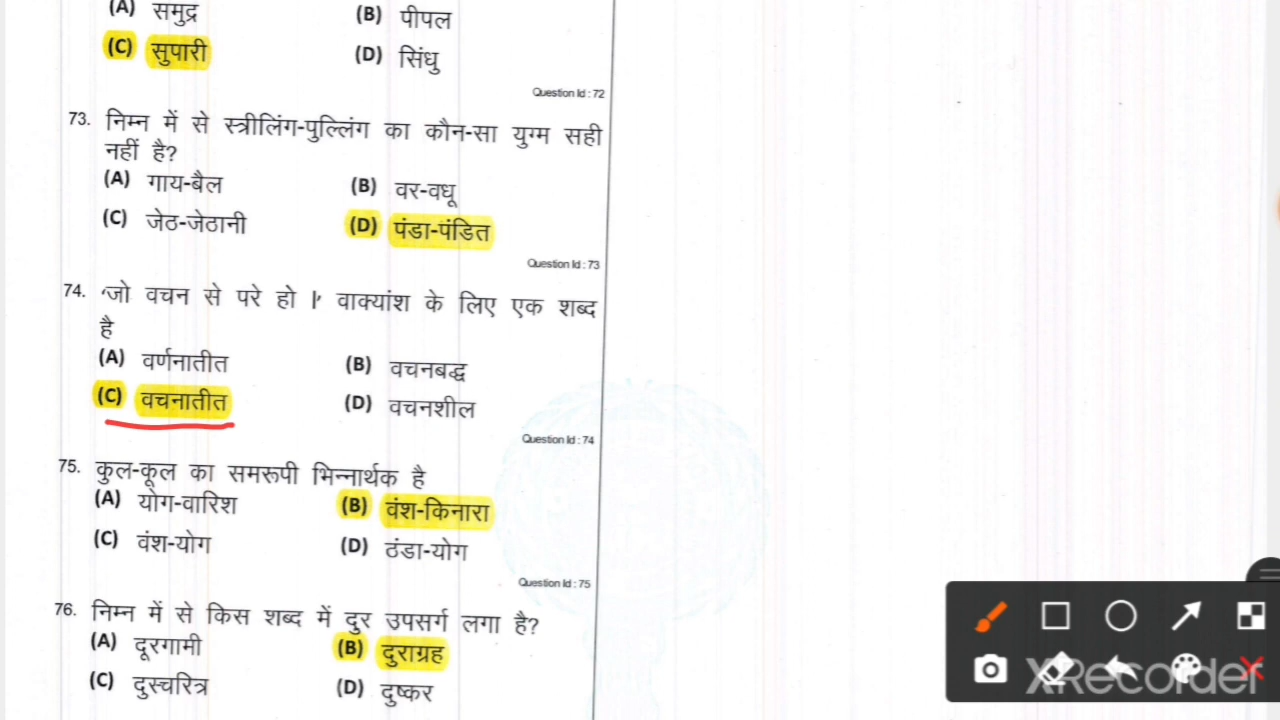 (A) समुद्र (B) पीपल
(C) सुपारी (D) सिंधु
Question Id : 72
73. निम्न में से स्त्रीलिंग-पुल्लिंग का कौन-सा युग्म सही
नहीं है?
(A) गाय-बैल (B) वर-वधू
(C) जेठ-जेठानी (D) पंडा-पंडित
Question Id : 73
74. 'जो वचन से परे हो ।' वाक्यांश के लिए एक शब्द
है
(A) वर्णनातीत (B) वचनबद्ध
(C) वचनातीत (D) वचनशील
Question Id : 74
75. कुल-कूल का समरूपी भिन्नार्थक है
(A) योग-वारिश (B) वंश-किनारा
(C) वंश-योग (D) ठंडा-योग
Question Id : 75
76. निम्न में से किस शब्द में दुर उपसर्ग लगा है?
(A) दूरगामी (B) दुराग्रह
(C) दुस्चरित्र (D) दुष्कर
XRecorder